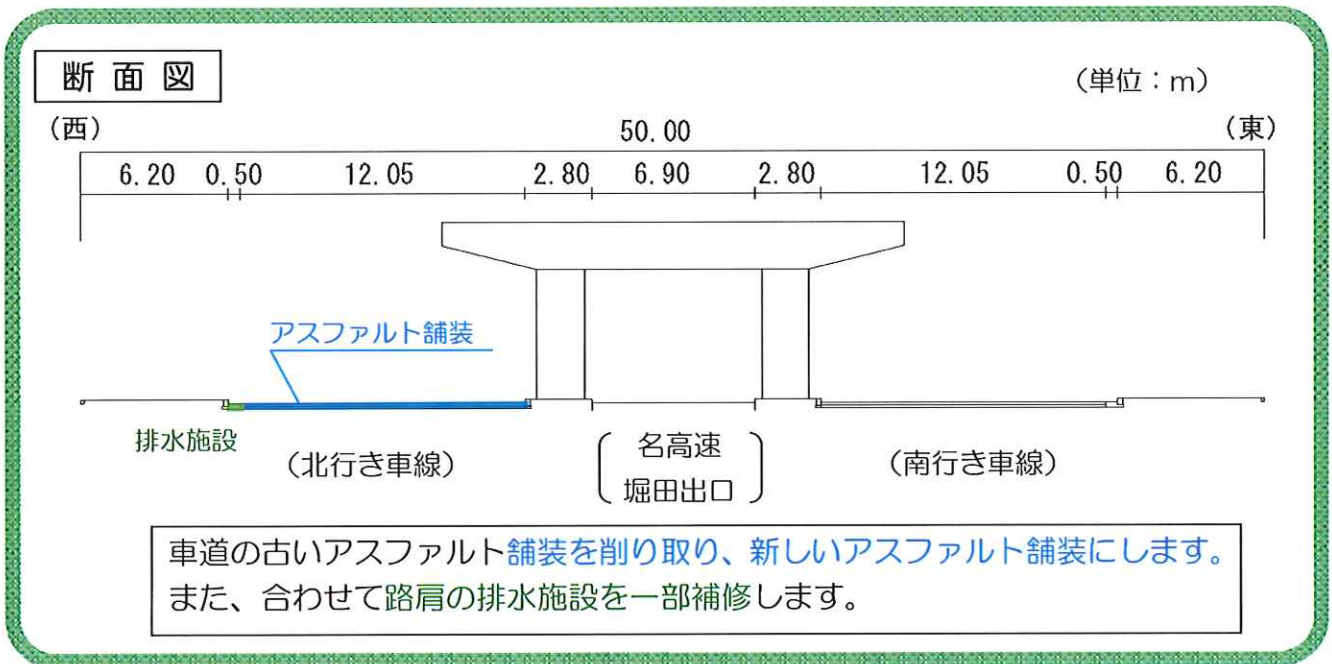 断面図
(単位：m)
(西)
50.00
(東)
6.20 0.50 12.05 2.80 6.90 2.80 12.05 0.50 6.20
アスファルト舗装
排水施設
(北行き車線)
名高速
堀田出口
(南行き車線)
車道の古いアスファルト舗装を削り取り、新しいアスファルト舗装にします。
また、合わせて路肩の排水施設を一部補修します。